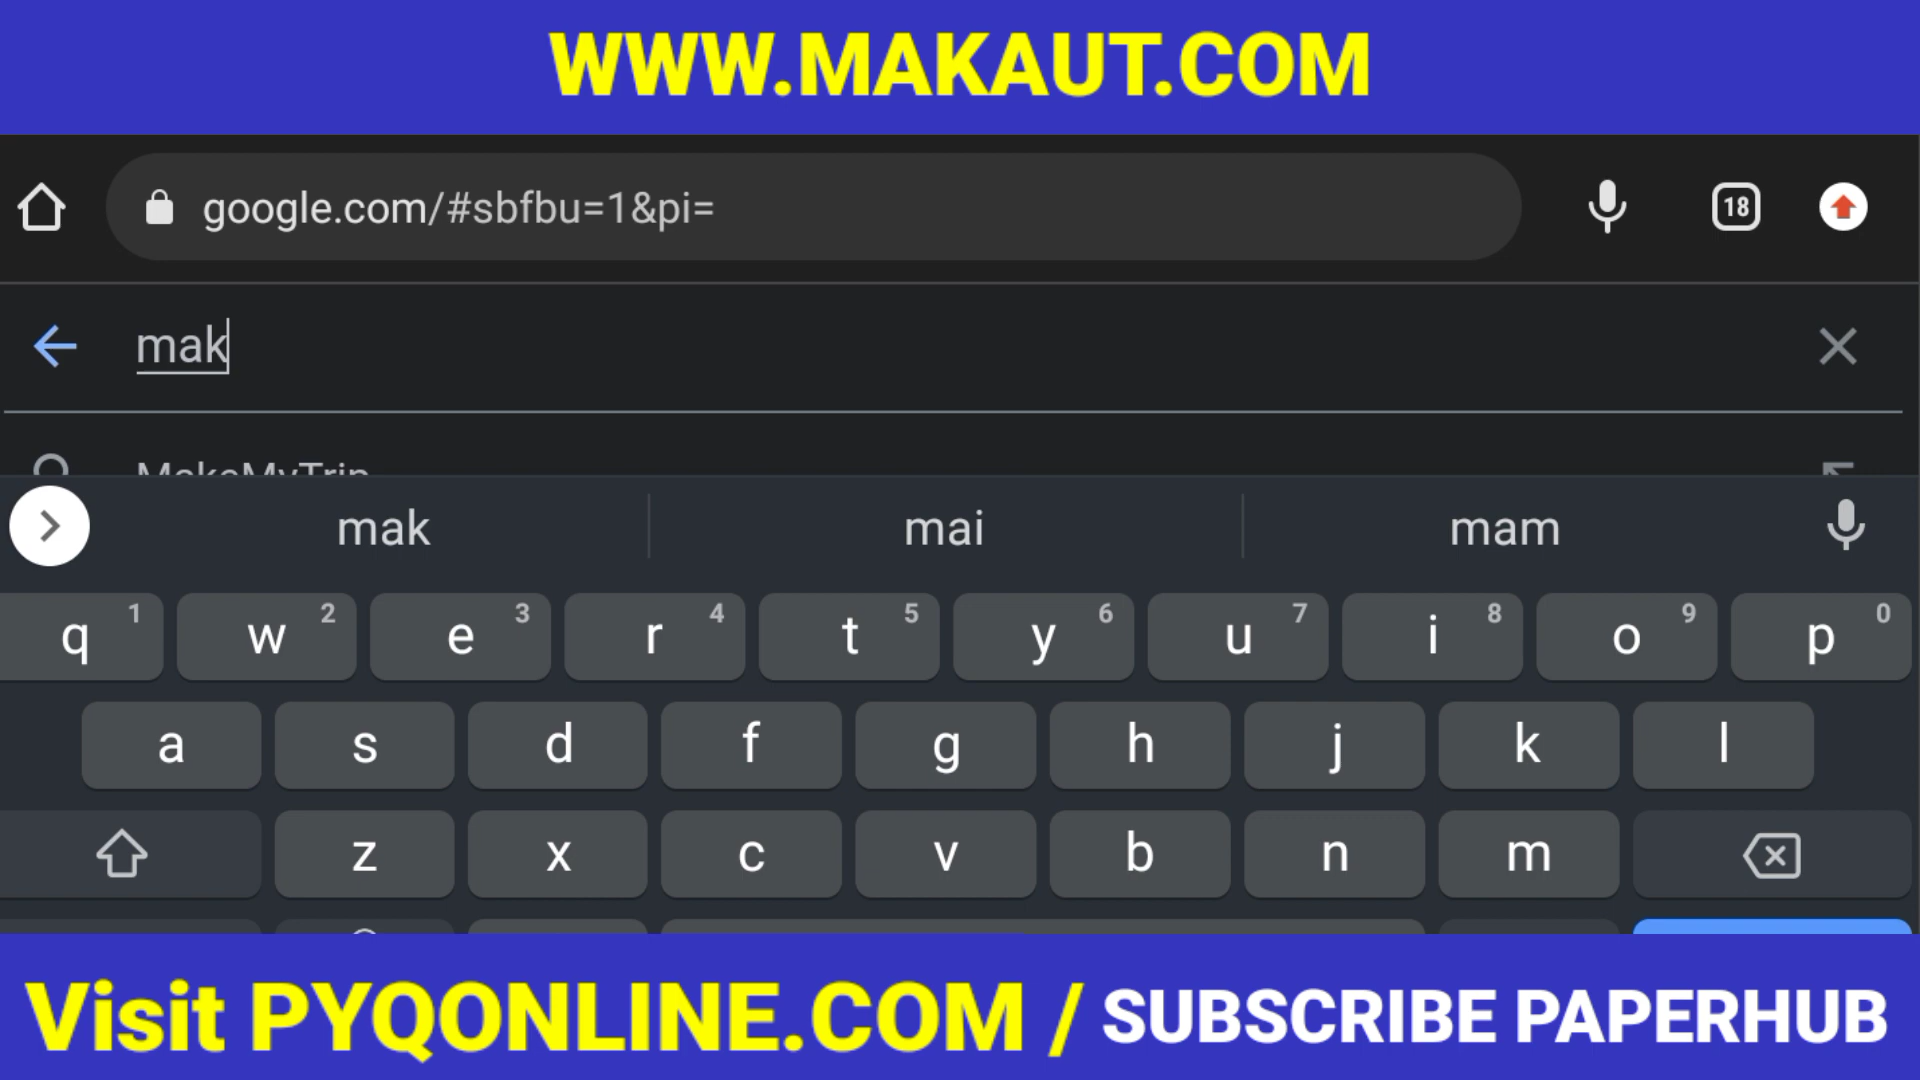 WWW.MAKAUT.COM
google.com/#sbfbu=1&pi=
18
mak
MakeMyTrip
mak mai mam
q 1 w 2 e 3 r 4 t 5 y 6 u 7 i 8 o 9 p 0
a s d f g h j k l
z x c v b n m
Visit PYQONLINE.COM / SUBSCRIBE PAPERHUB